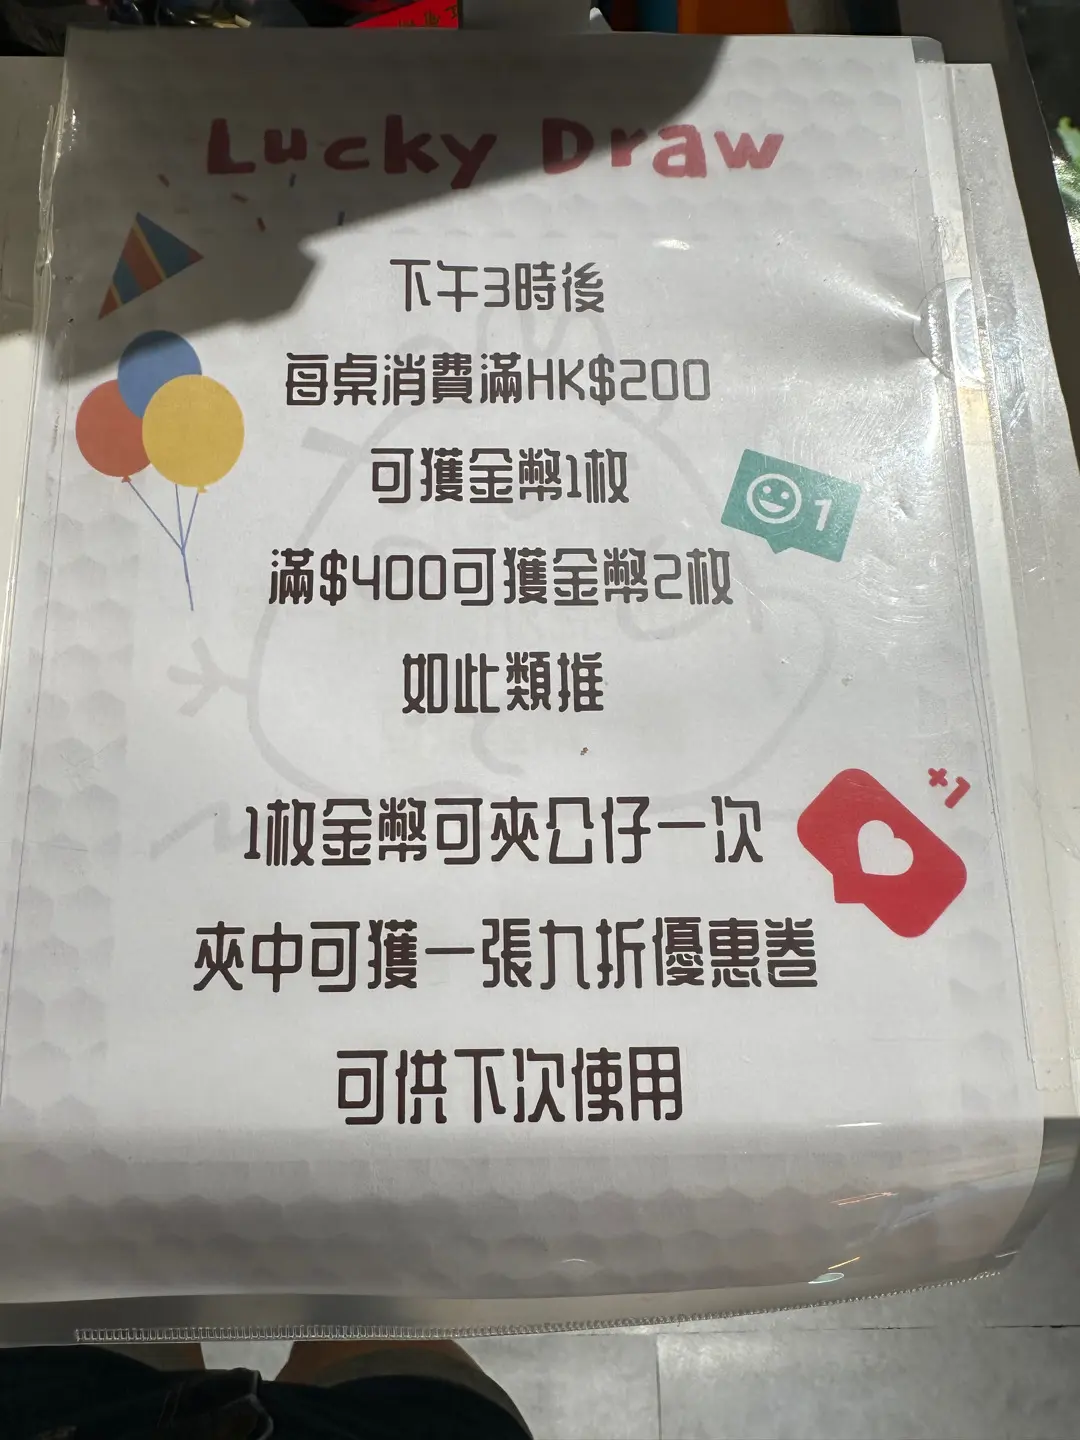 Lucky Draw
下午3時後
每桌消費滿HK$200
可獲金幣1枚
1
滿$400可獲金幣2枚
如此類推
+1
1枚金幣可夾公仔一次
夾中可獲一張九折優惠卷
可供下次使用